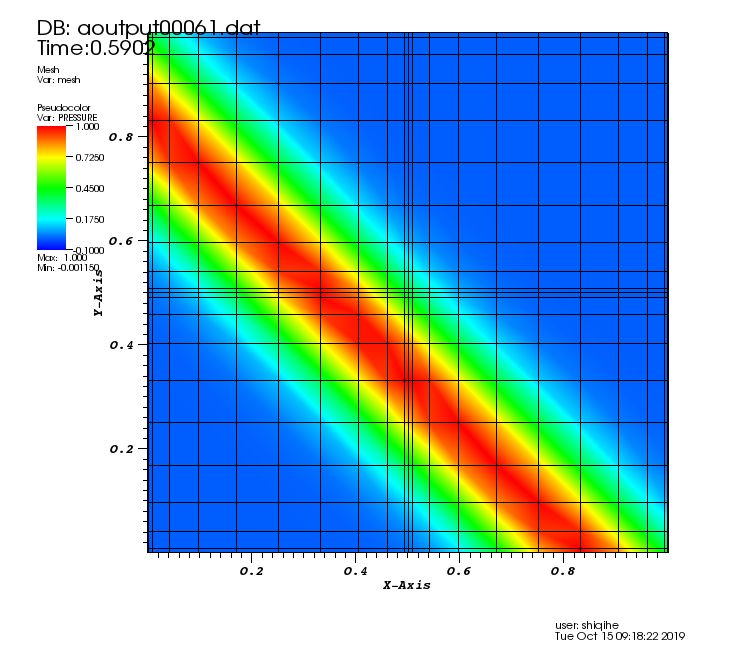 DB: aoutput00061.dat
Time:0.5902
Mesh
Var: mesh
Pseudocolor
Var: PRESSURE
1.000
0.7250
0.4500
0.1750
-0.1000
Max: 1.000
Min: -0.001150
Y-Axis
0.8
0.6
0.4
0.2
0.2 0.4 0.6 0.8
X-Axis
user: shiqihe
Tue Oct 15 09:18:22 2019